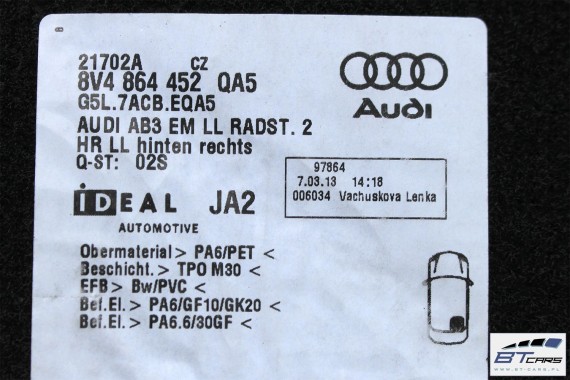 21702A CZ
8V4 864 452 QA5
G5L.7ACB.EQA5
AUDI AB3 EM LL RADST. 2
HR LL hinten rechts
Q-ST: 02S
Audi
97864
7.03.13 14:18
006034 Vachuskova Lenka
iDEAL JA2
AUTOMOTIVE
Obermaterial > PA6/PET <
Beschicht. > TPO M30 <
EFB > Bw/PVC <
Bef.El. > PA6/GF10/GK20 <
Bef.El. > PA6.6/30GF <
BTCARS
WWW.BT-CARS.PL